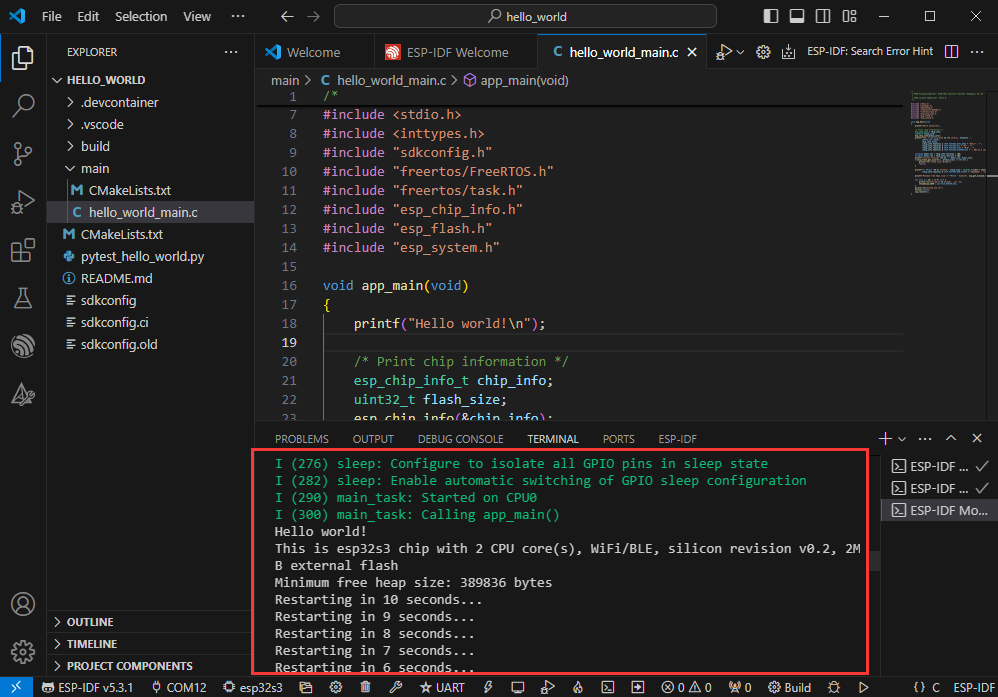 File Edit Selection View ··· hello_world
EXPLORER ···
HELLO_WORLD
.devcontainer
.vscode
build
main
CMakeLists.txt
C hello_world_main.c
CMakeLists.txt
pytest_hello_world.py
README.md
sdkconfig
sdkconfig.ci
sdkconfig.old
OUTLINE
TIMELINE
PROJECT COMPONENTS
Welcome ESP-IDF Welcome C hello_world_main.c ESP-IDF: Search Error Hint ···
main > C hello_world_main.c > app_main(void)
1 /*
7 #include <stdio.h>
8 #include <inttypes.h>
9 #include "sdkconfig.h"
10 #include "freertos/FreeRTOS.h"
11 #include "freertos/task.h"
12 #include "esp_chip_info.h"
13 #include "esp_flash.h"
14 #include "esp_system.h"
15
16 void app_main(void)
17 {
18 printf("Hello world!\n");
19
20 /* Print chip information */
21 esp_chip_info_t chip_info;
22 uint32_t flash_size;
23 esp_chip_info(&chip_info);
PROBLEMS OUTPUT DEBUG CONSOLE TERMINAL PORTS ESP-IDF
I (276) sleep: Configure to isolate all GPIO pins in sleep state
I (282) sleep: Enable automatic switching of GPIO sleep configuration
I (290) main_task: Started on CPU0
I (300) main_task: Calling app_main()
Hello world!
This is esp32s3 chip with 2 CPU core(s), WiFi/BLE, silicon revision v0.2, 2M
B external flash
Minimum free heap size: 389836 bytes
Restarting in 10 seconds...
Restarting in 9 seconds...
Restarting in 8 seconds...
Restarting in 7 seconds...
Restarting in 6 seconds...
ESP-IDF ...
ESP-IDF ...
ESP-IDF Mo...
ESP-IDF v5.3.1 COM12 esp32s3 UART 0 0 0 Build {} C ESP-IDF